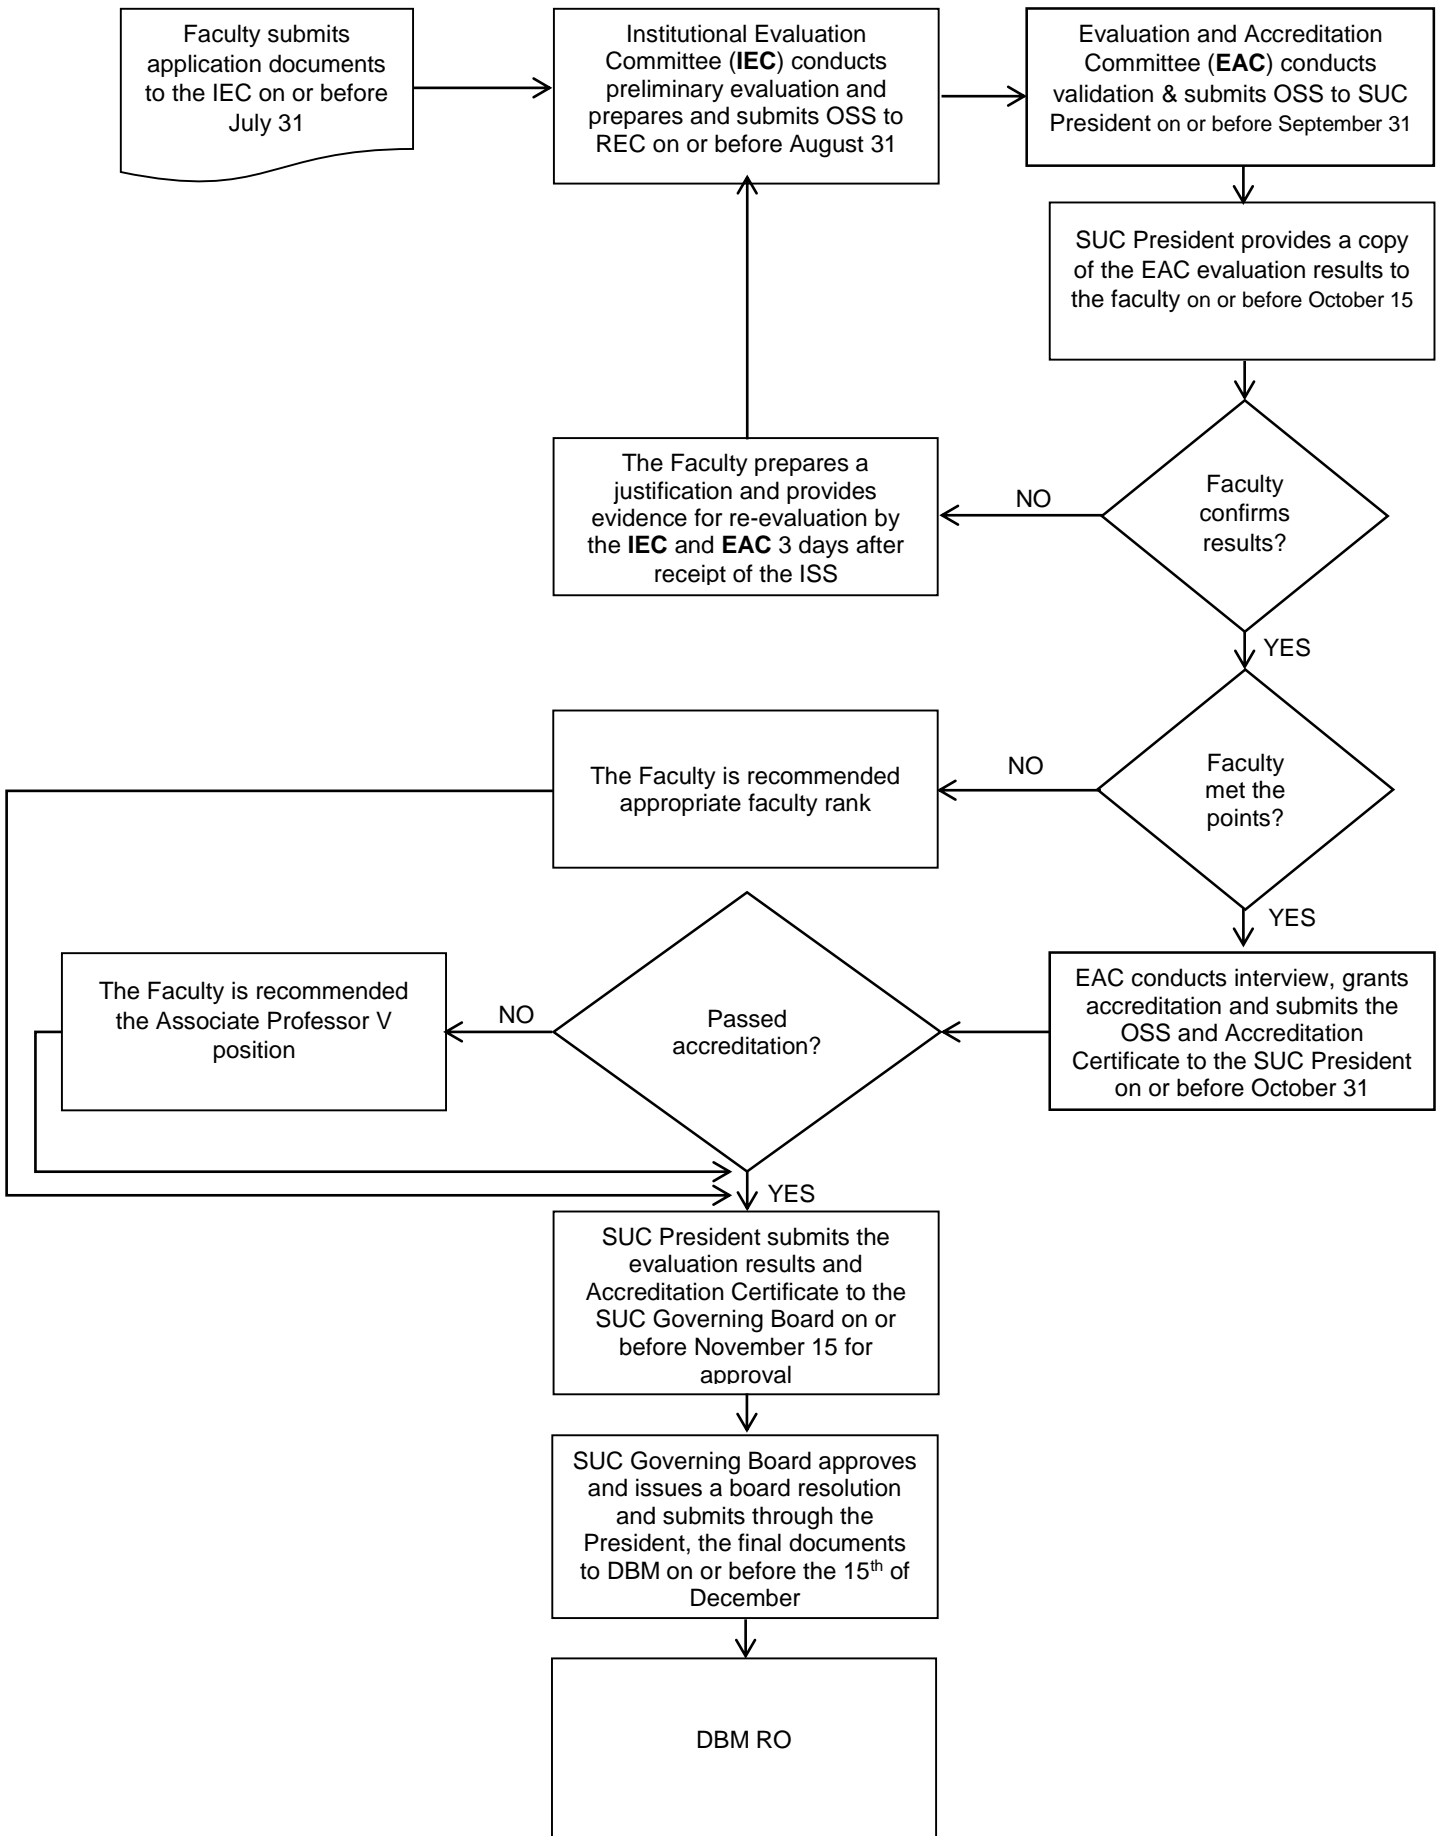 Faculty submits
application documents
to the IEC on or before
July 31
Institutional Evaluation
Committee (IEC) conducts
preliminary evaluation and
prepares and submits OSS to
REC on or before August 31
Evaluation and Accreditation
Committee (EAC) conducts
validation & submits OSS to SUC
President on or before September 31
SUC President provides a copy
of the EAC evaluation results to
the faculty on or before October 15
Faculty
confirms
results?
NO
The Faculty prepares a
justification and provides
evidence for re-evaluation by
the IEC and EAC 3 days after
receipt of the ISS
YES
Faculty
met the
points?
NO
The Faculty is recommended
appropriate faculty rank
YES
EAC conducts interview, grants
accreditation and submits the
OSS and Accreditation
Certificate to the SUC President
on or before October 31
Passed
accreditation?
NO
The Faculty is recommended
the Associate Professor V
position
YES
SUC President submits the
evaluation results and
Accreditation Certificate to the
SUC Governing Board on or
before November 15 for
approval
SUC Governing Board approves
and issues a board resolution
and submits through the
President, the final documents
to DBM on or before the 15th of
December
DBM RO